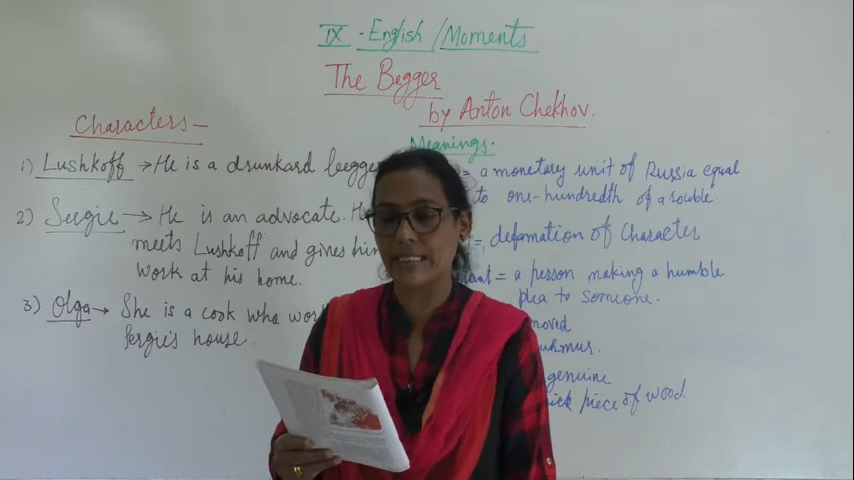 IX - English / Moments
The Begger
by Anton Chekhov.
Characters -
1) Lushkoff → He is a drunkard begger
2) Sergie → He is an advocate. H
meets Lushkoff and gives him
work at his home.
3) Olga → She is a cook who wor
Sergie's house.
Meanings:
= a monetary unit of Russia equal
to one-hundredth of a rouble.
= defamation of Character
ant = a person making a humble
plea to someone.
moved
genuine
ick piece of wood.